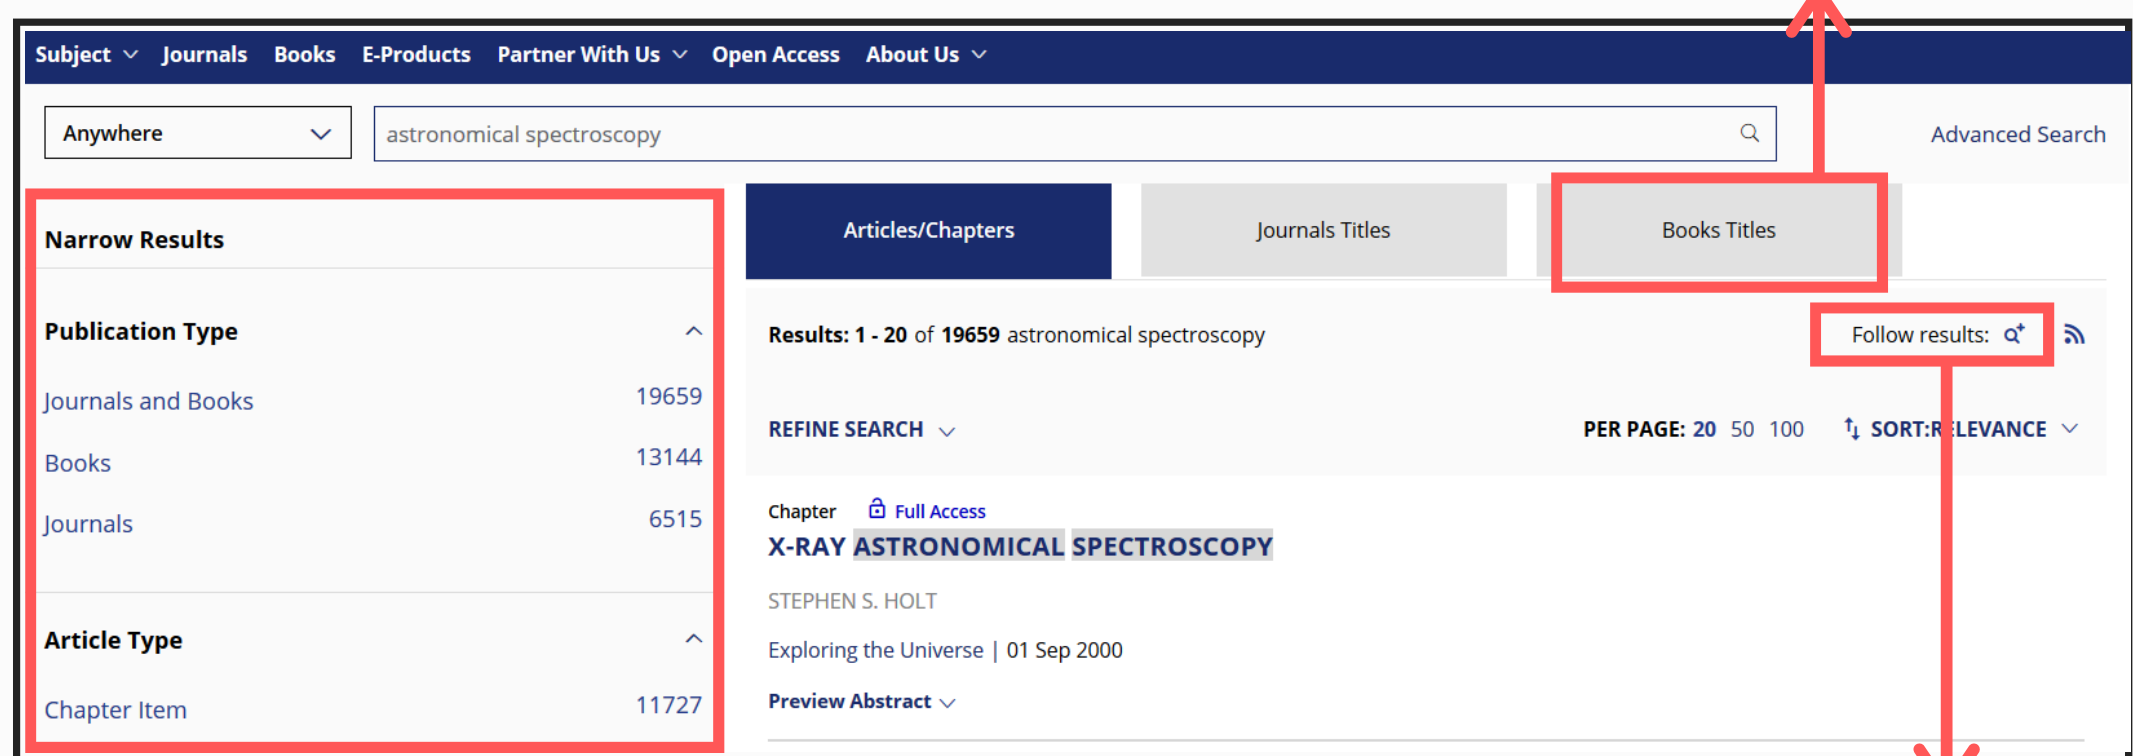 Subject Journals Books E-Products Partner With Us Open Access About Us
Anywhere astronomical spectroscopy Advanced Search
Narrow Results
Publication Type
Journals and Books 19659
Books 13144
Journals 6515
Article Type
Chapter Item 11727
Articles/Chapters Journals Titles Books Titles
Results: 1 - 20 of 19659 astronomical spectroscopy Follow results:
REFINE SEARCH PER PAGE: 20 50 100 SORT:RELEVANCE
Chapter Full Access
X-RAY ASTRONOMICAL SPECTROSCOPY
STEPHEN S. HOLT
Exploring the Universe | 01 Sep 2000
Preview Abstract